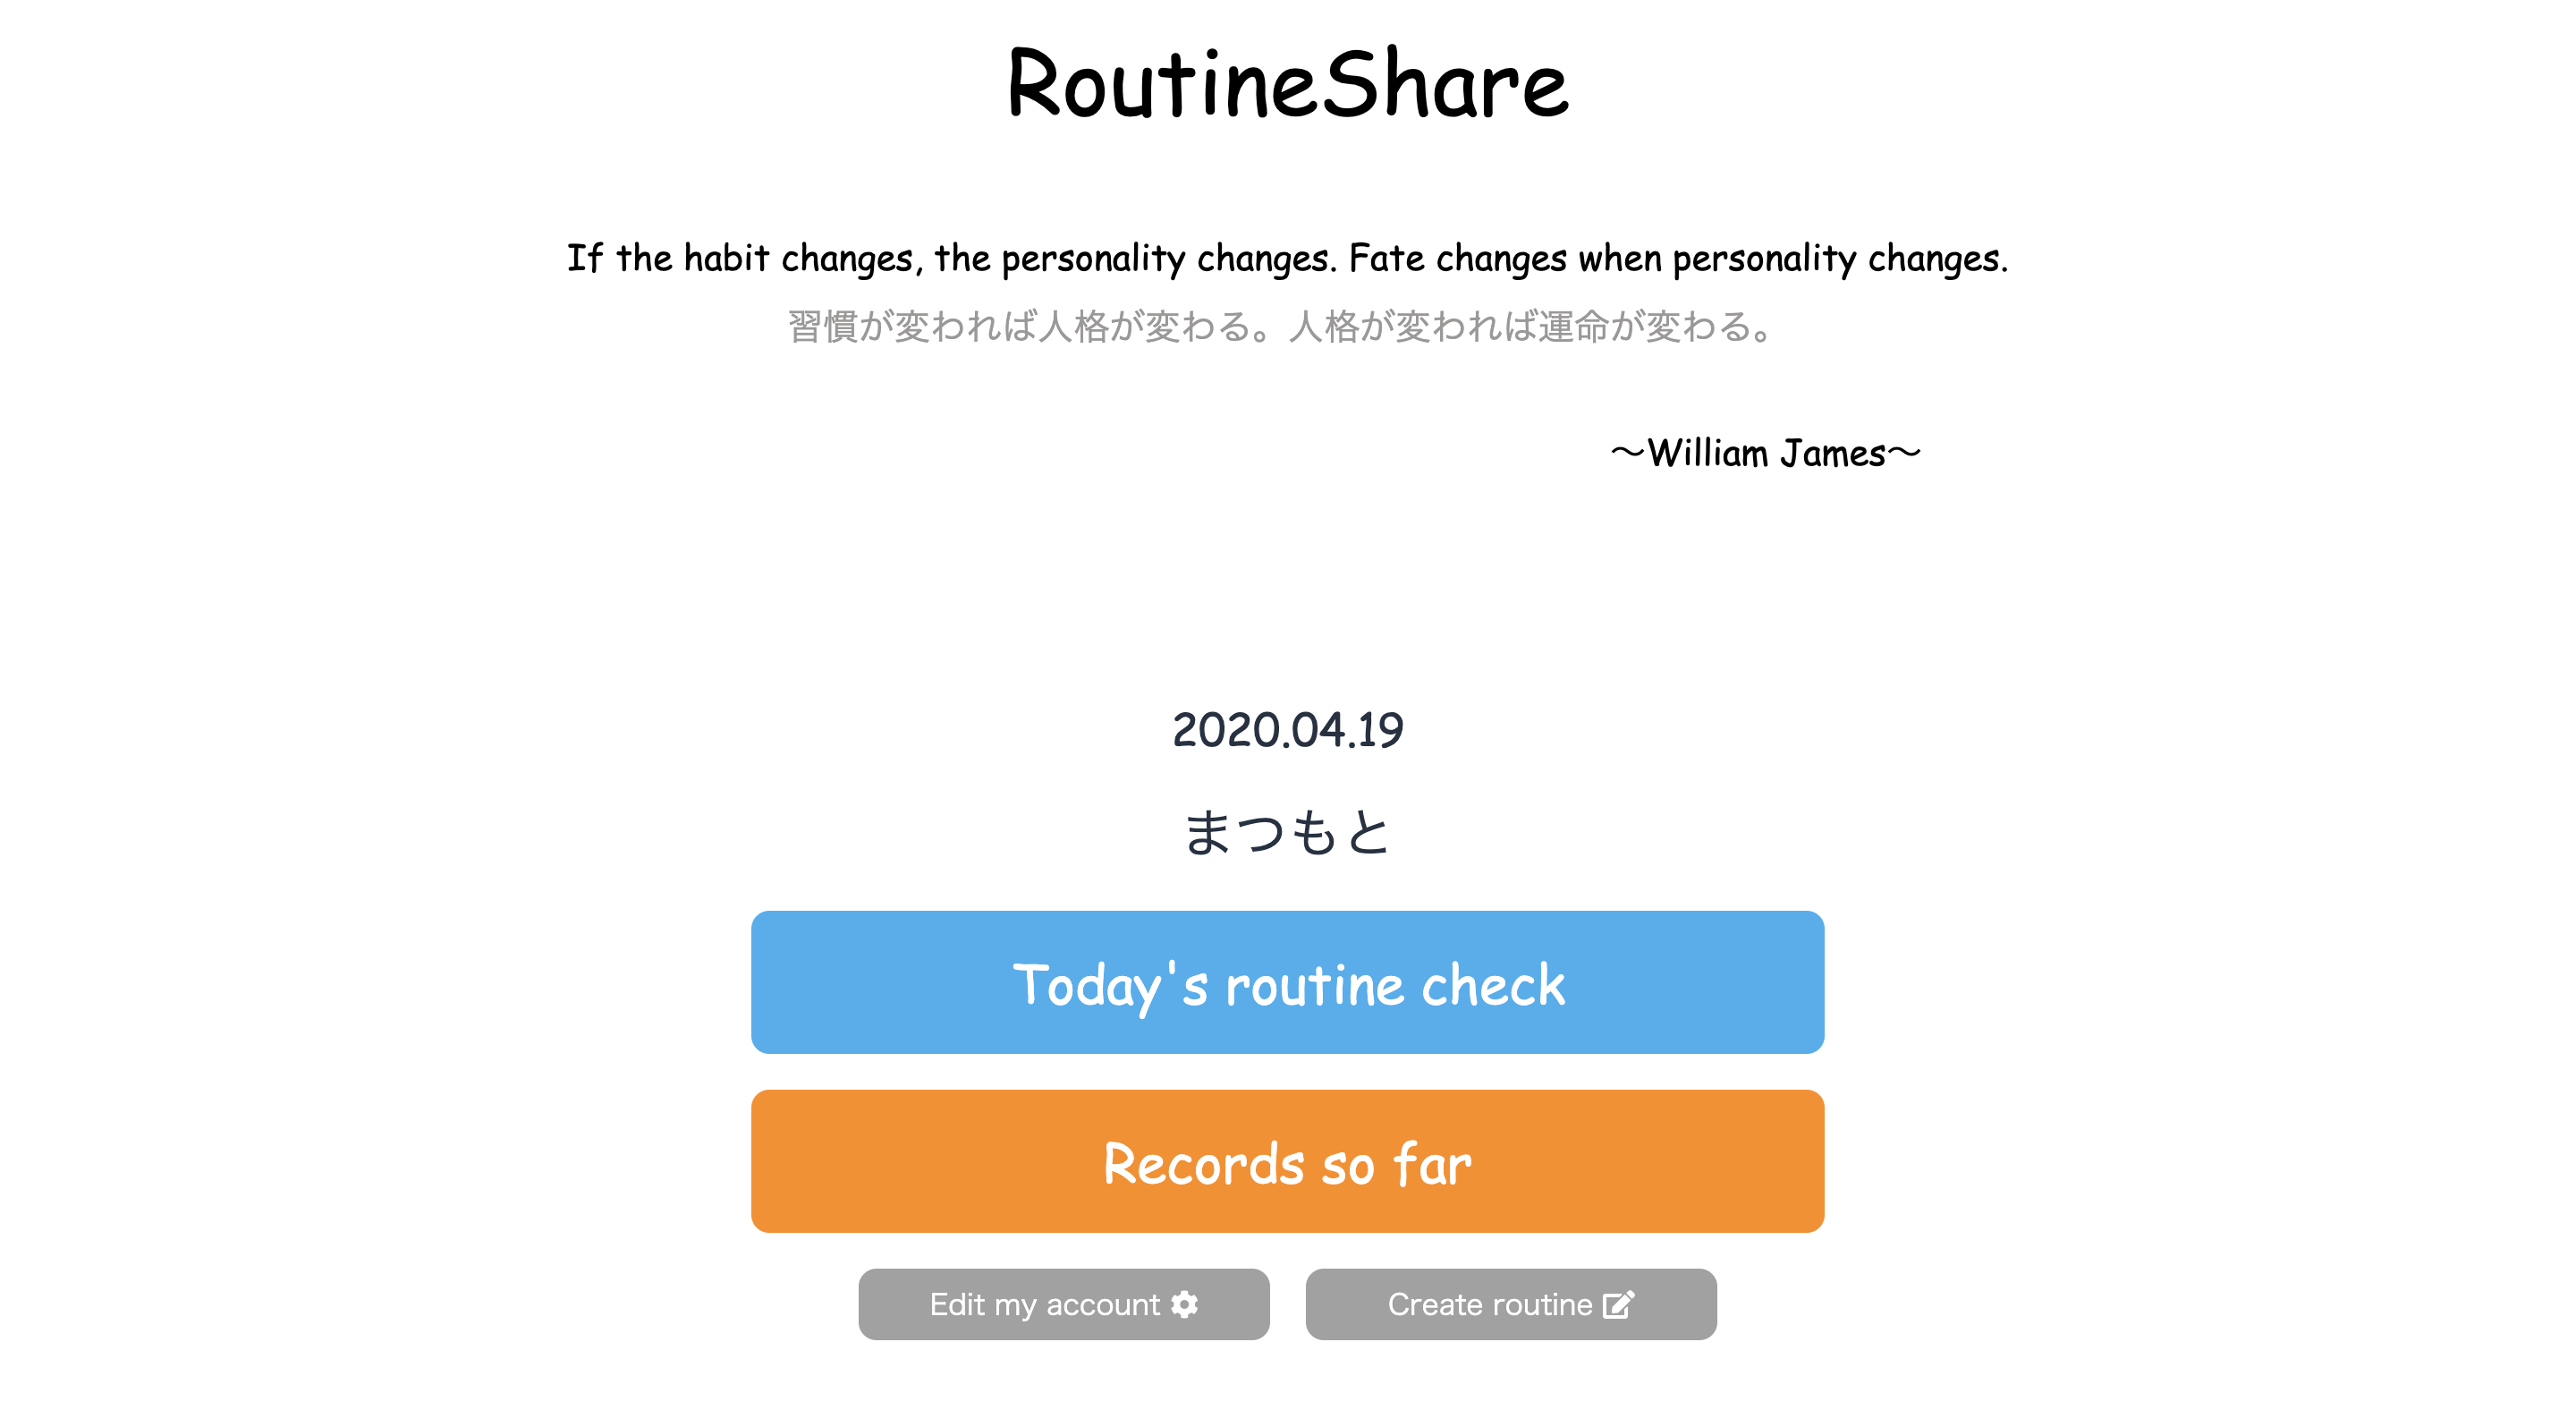 RoutineShare
If the habit changes, the personality changes. Fate changes when personality changes.
習慣が変われば人格が変わる。人格が変われば運命が変わる。
〜William James〜
2020.04.19
まつもと
Today's routine check
Records so far
Edit my account
Create routine